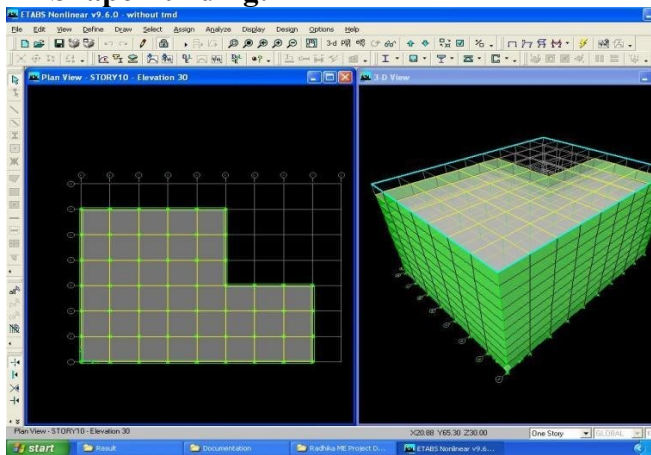 ETABS Nonlinear v9.6.0 - without tmd
File Edit View Define Draw Select Assign Analyze Display Design Options Help
3-d
Plan View - STORY10 - Elevation 30
3-D View
Plan View - STORY10 - Elevation 30
X20.88 Y65.30 Z30.00
One Story
GLOBAL
start
Result
Documentation
Radhika ME Project D...
ETABS Nonlinear v9.6...